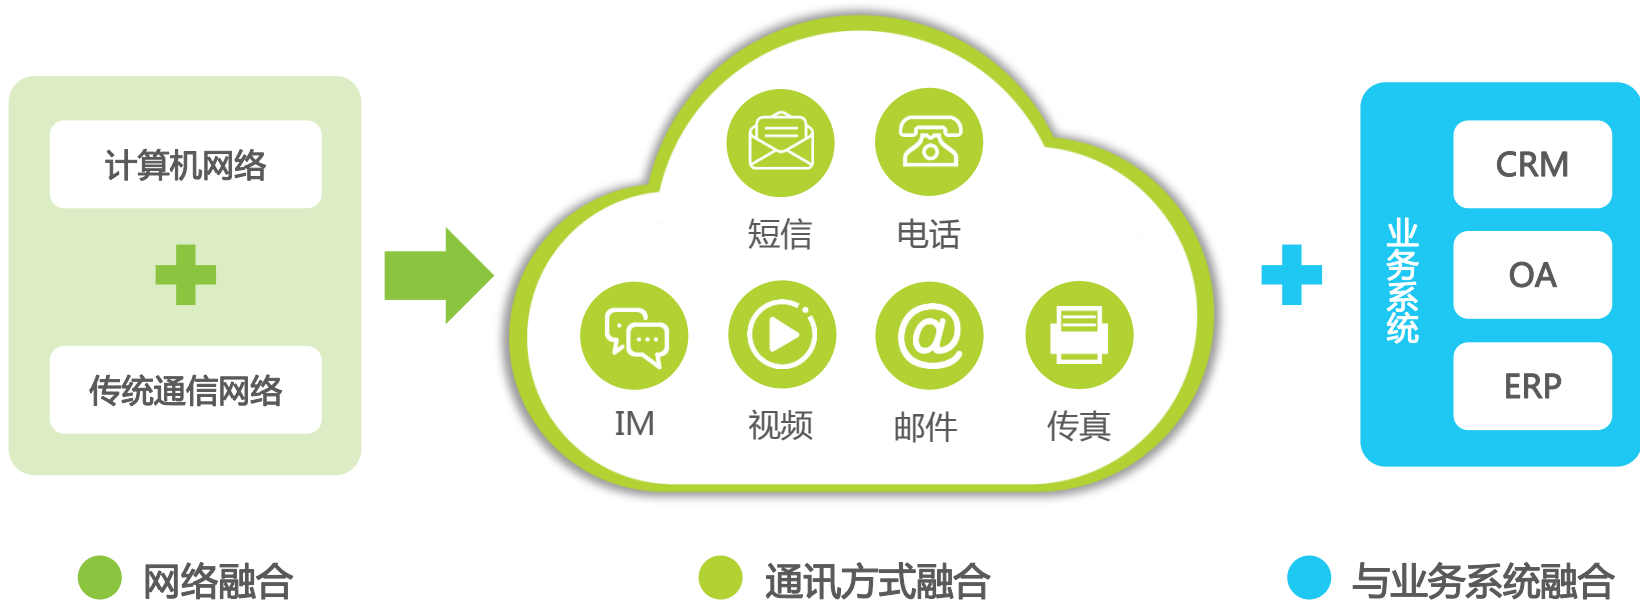 计算机网络
传统通信网络
短信
电话
IM
视频
邮件
传真
业务系统
CRM
OA
ERP
网络融合
通讯方式融合
与业务系统融合